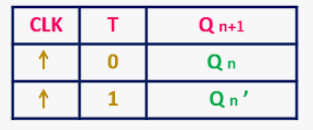 CLK T Q n+1
↑ 0 Q n
↑ 1 Q n ’